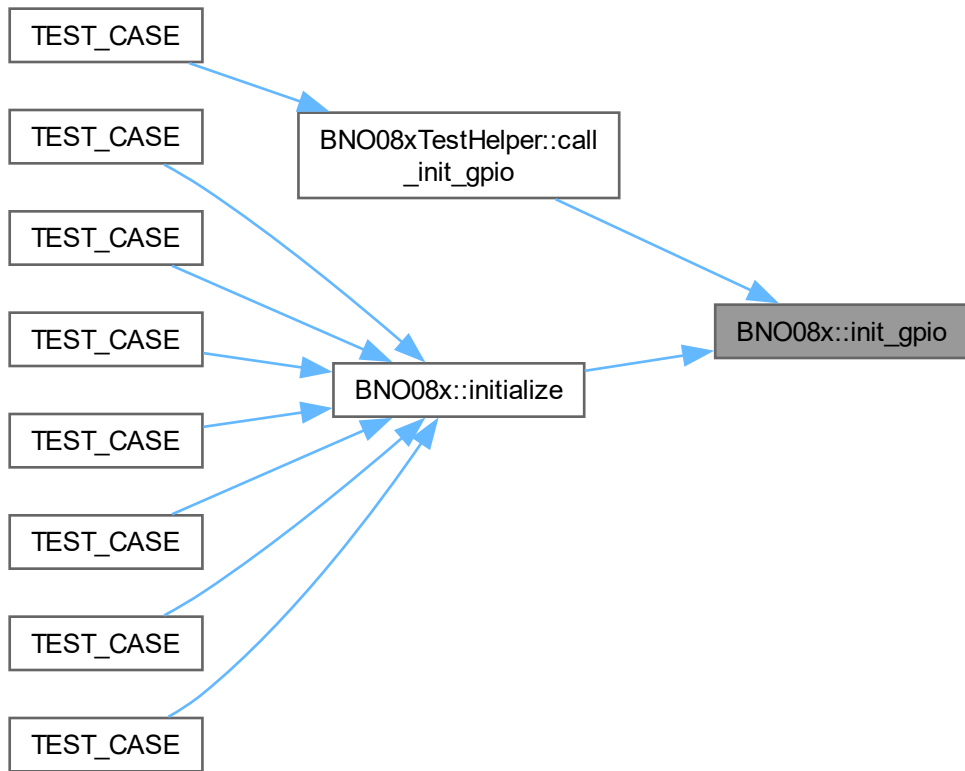 TEST_CASE
TEST_CASE
BNO08xTestHelper::call
_init_gpio
TEST_CASE
BNO08x::init_gpio
TEST_CASE
BNO08x::initialize
TEST_CASE
TEST_CASE
TEST_CASE
TEST_CASE